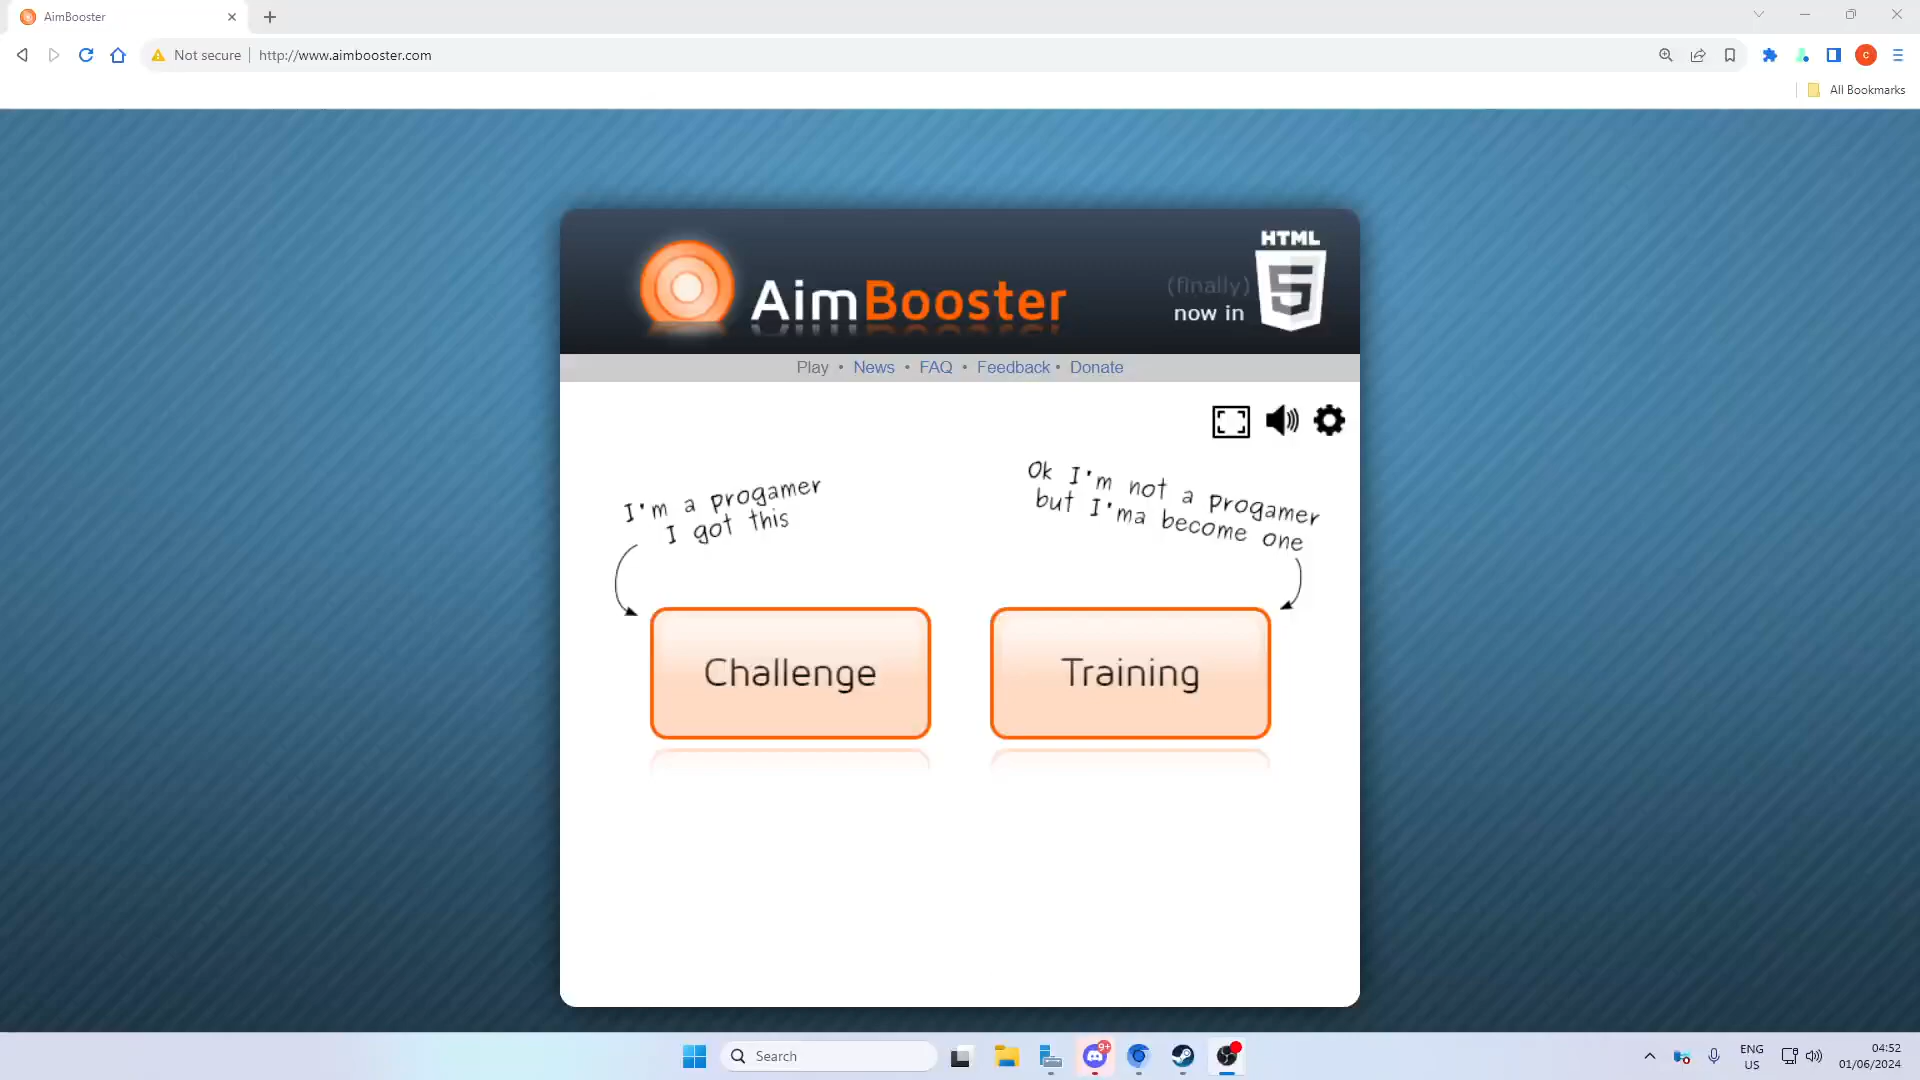 AimBooster
Not secure
http://www.aimbooster.com
All Bookmarks
AimBooster
(finally)
now in
HTML
5
Play • News • FAQ • Feedback • Donate
I'm a progamer
I got this
Ok I'm not a progamer
but I'ma become one
Challenge
Training
Search
9+
C
ENG
US
04:52
01/06/2024